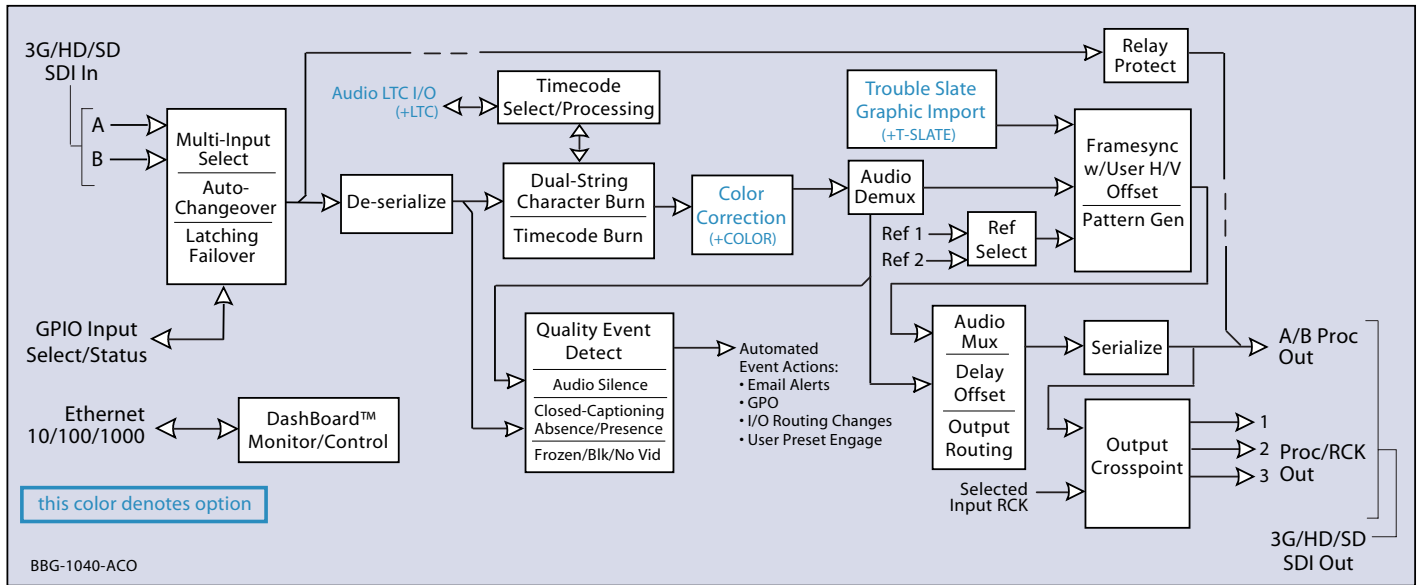 3G/HD/SD
SDI In
A
B
Multi-Input
Select
Auto-
Changeover
Latching
Failover
GPIO Input
Select/Status
Ethernet
10/100/1000
DashBoard™
Monitor/Control
this color denotes option
BBG-1040-ACO
De-serialize
Audio LTC I/O
(+LTC)
Timecode
Select/Processing
Dual-String
Character Burn
Timecode Burn
Color
Correction
(+COLOR)
Quality Event
Detect
Audio Silence
Closed-Captioning
Absence/Presence
Frozen/Blk/No Vid
Automated
Event Actions:
• Email Alerts
• GPO
• I/O Routing Changes
• User Preset Engage
Trouble Slate
Graphic Import
(+T-SLATE)
Audio
Demux
Ref 1
Ref 2
Ref
Select
Framesync
w/User H/V
Offset
Pattern Gen
Relay
Protect
Audio
Mux
Delay
Offset
Output
Routing
Serialize
Selected
Input RCK
Output
Crosspoint
A/B Proc
Out
1
2
3
Proc/RCK
Out
3G/HD/SD
SDI Out